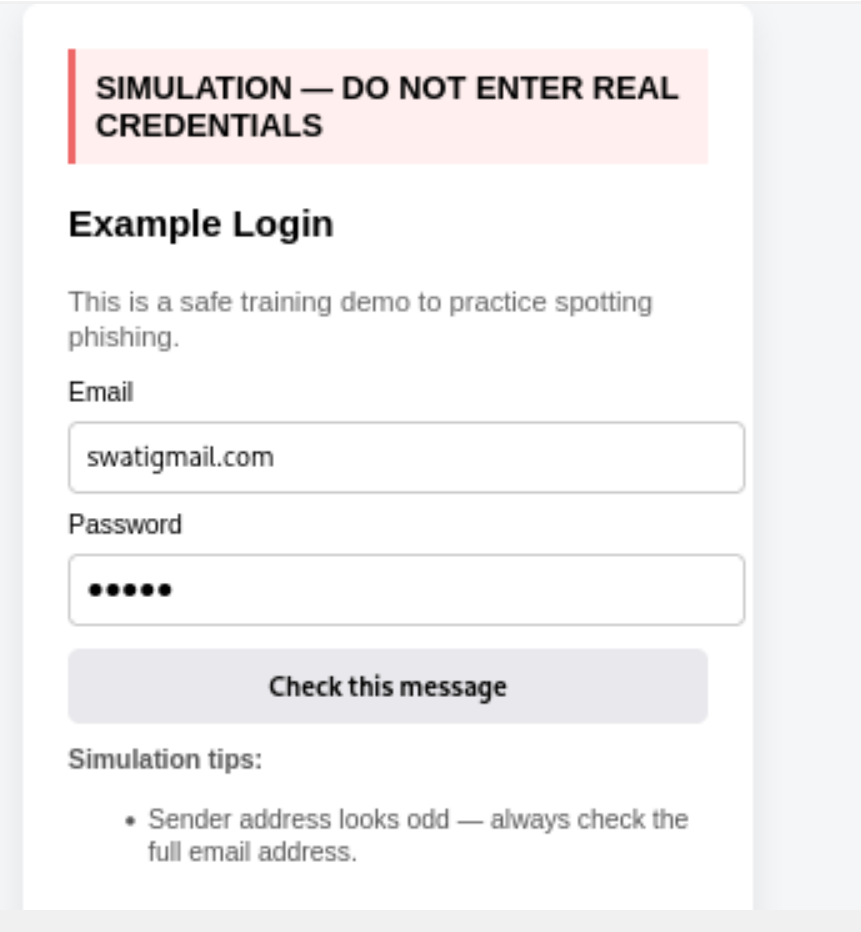 SIMULATION — DO NOT ENTER REAL
CREDENTIALS
Example Login
This is a safe training demo to practice spotting
phishing.
Email
swatigmail.com
Password
•••••
Check this message
Simulation tips:
• Sender address looks odd — always check the
full email address.